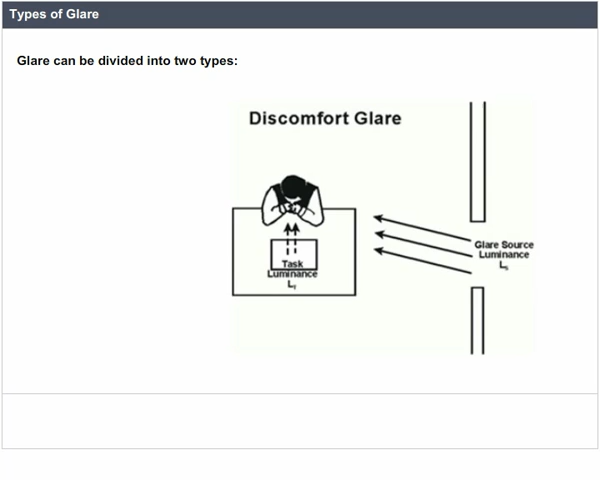 Types of Glare
Glare can be divided into two types:
Discomfort Glare
Glare Source
Luminance
Ls
Task
Luminance
LT